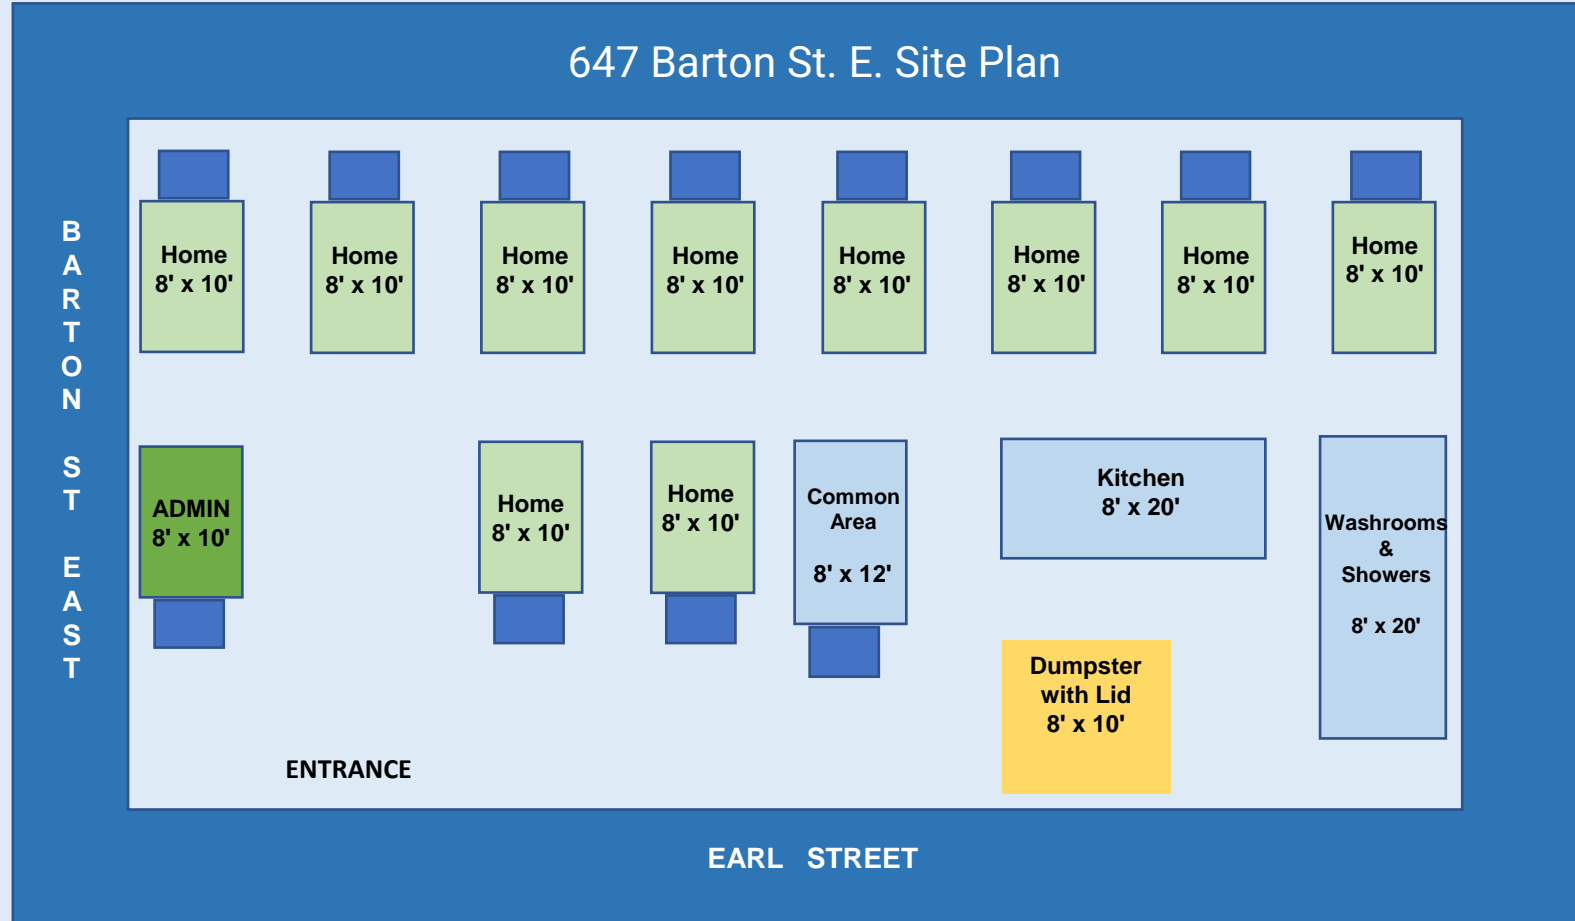 647 Barton St. E. Site Plan
BARTON ST EAST
Home
8' x 10'
Home
8' x 10'
Home
8' x 10'
Home
8' x 10'
Home
8' x 10'
Home
8' x 10'
Home
8' x 10'
Home
8' x 10'
ADMIN
8' x 10'
Home
8' x 10'
Home
8' x 10'
Common
Area
8' x 12'
Kitchen
8' x 20'
Washrooms
&
Showers
8' x 20'
Dumpster
with Lid
8' x 10'
ENTRANCE
EARL STREET